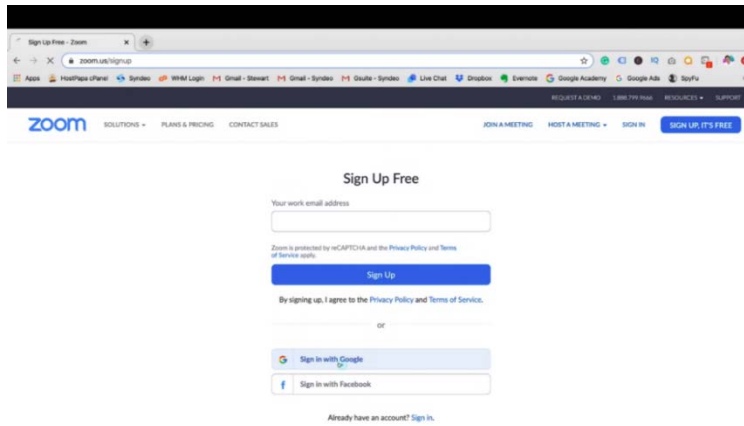 Sign Up Free - Zoom
zoom.us/signup
Apps HostPapa cPanel Syndeo WHM Login Gmail - Stewart Gmail - Syndeo Gsuite - Syndeo Live Chat Dropbox Evernote Google Academy Google Ads SpyFu
REQUEST A DEMO 1.888.799.9666 RESOURCES SUPPORT
zoom SOLUTIONS PLANS & PRICING CONTACT SALES JOIN A MEETING HOST A MEETING SIGN IN SIGN UP, IT'S FREE
Sign Up Free
Your work email address
Zoom is protected by reCAPTCHA and the Privacy Policy and Terms
of Service apply.
Sign Up
By signing up, I agree to the Privacy Policy and Terms of Service.
or
Sign in with Google
Sign in with Facebook
Already have an account? Sign in.